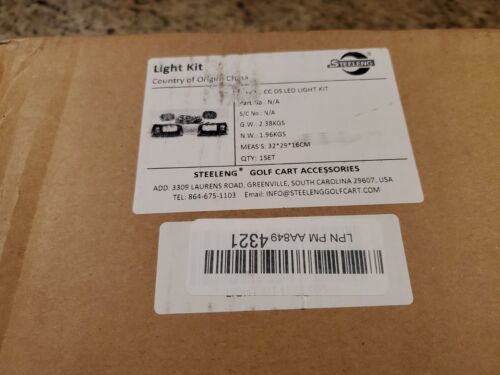 Light Kit
STEELENG
Country of Origin: China
CC DS LED LIGHT KIT
Part No: N/A
S/C No: N/A
G.W.: 2.38KGS
N.W.: 1.96KGS
MEAS S: 32*29*16CM
QTY: 1SET
STEELENG® GOLF CART ACCESSORIES
ADD: 3309 LAURENS ROAD, GREENVILLE, SOUTH CAROLINA 29607, USA
TEL: 864-675-1103 Email: INFO@STEELENGGOLFCART.COM
LPN PM AA849 4321